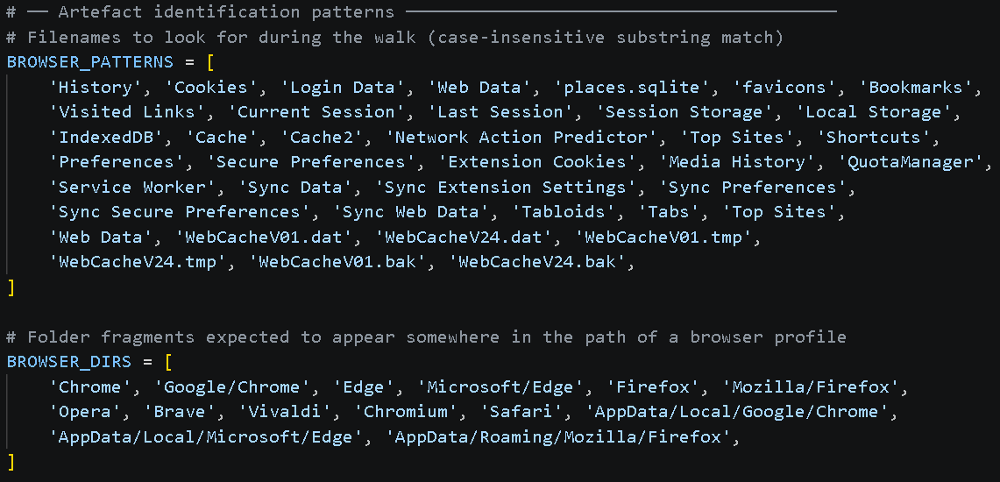 # ── Artefact identification patterns ─────────────────────────────────────────
# Filenames to look for during the walk (case-insensitive substring match)
BROWSER_PATTERNS = [
    'History', 'Cookies', 'Login Data', 'Web Data', 'places.sqlite', 'favicons', 'Bookmarks',
    'Visited Links', 'Current Session', 'Last Session', 'Session Storage', 'Local Storage',
    'IndexedDB', 'Cache', 'Cache2', 'Network Action Predictor', 'Top Sites', 'Shortcuts',
    'Preferences', 'Secure Preferences', 'Extension Cookies', 'Media History', 'QuotaManager',
    'Service Worker', 'Sync Data', 'Sync Extension Settings', 'Sync Preferences',
    'Sync Secure Preferences', 'Sync Web Data', 'Tabloids', 'Tabs', 'Top Sites',
    'Web Data', 'WebCacheV01.dat', 'WebCacheV24.dat', 'WebCacheV01.tmp',
    'WebCacheV24.tmp', 'WebCacheV01.bak', 'WebCacheV24.bak',
]

# Folder fragments expected to appear somewhere in the path of a browser profile
BROWSER_DIRS = [
    'Chrome', 'Google/Chrome', 'Edge', 'Microsoft/Edge', 'Firefox', 'Mozilla/Firefox',
    'Opera', 'Brave', 'Vivaldi', 'Chromium', 'Safari', 'AppData/Local/Google/Chrome',
    'AppData/Local/Microsoft/Edge', 'AppData/Roaming/Mozilla/Firefox',
]